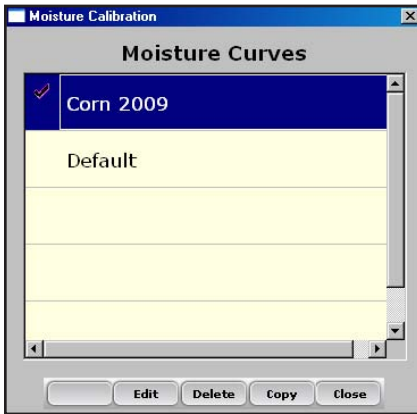 Moisture Calibration
Moisture Curves
Corn 2009
Default
Edit Delete Copy Close